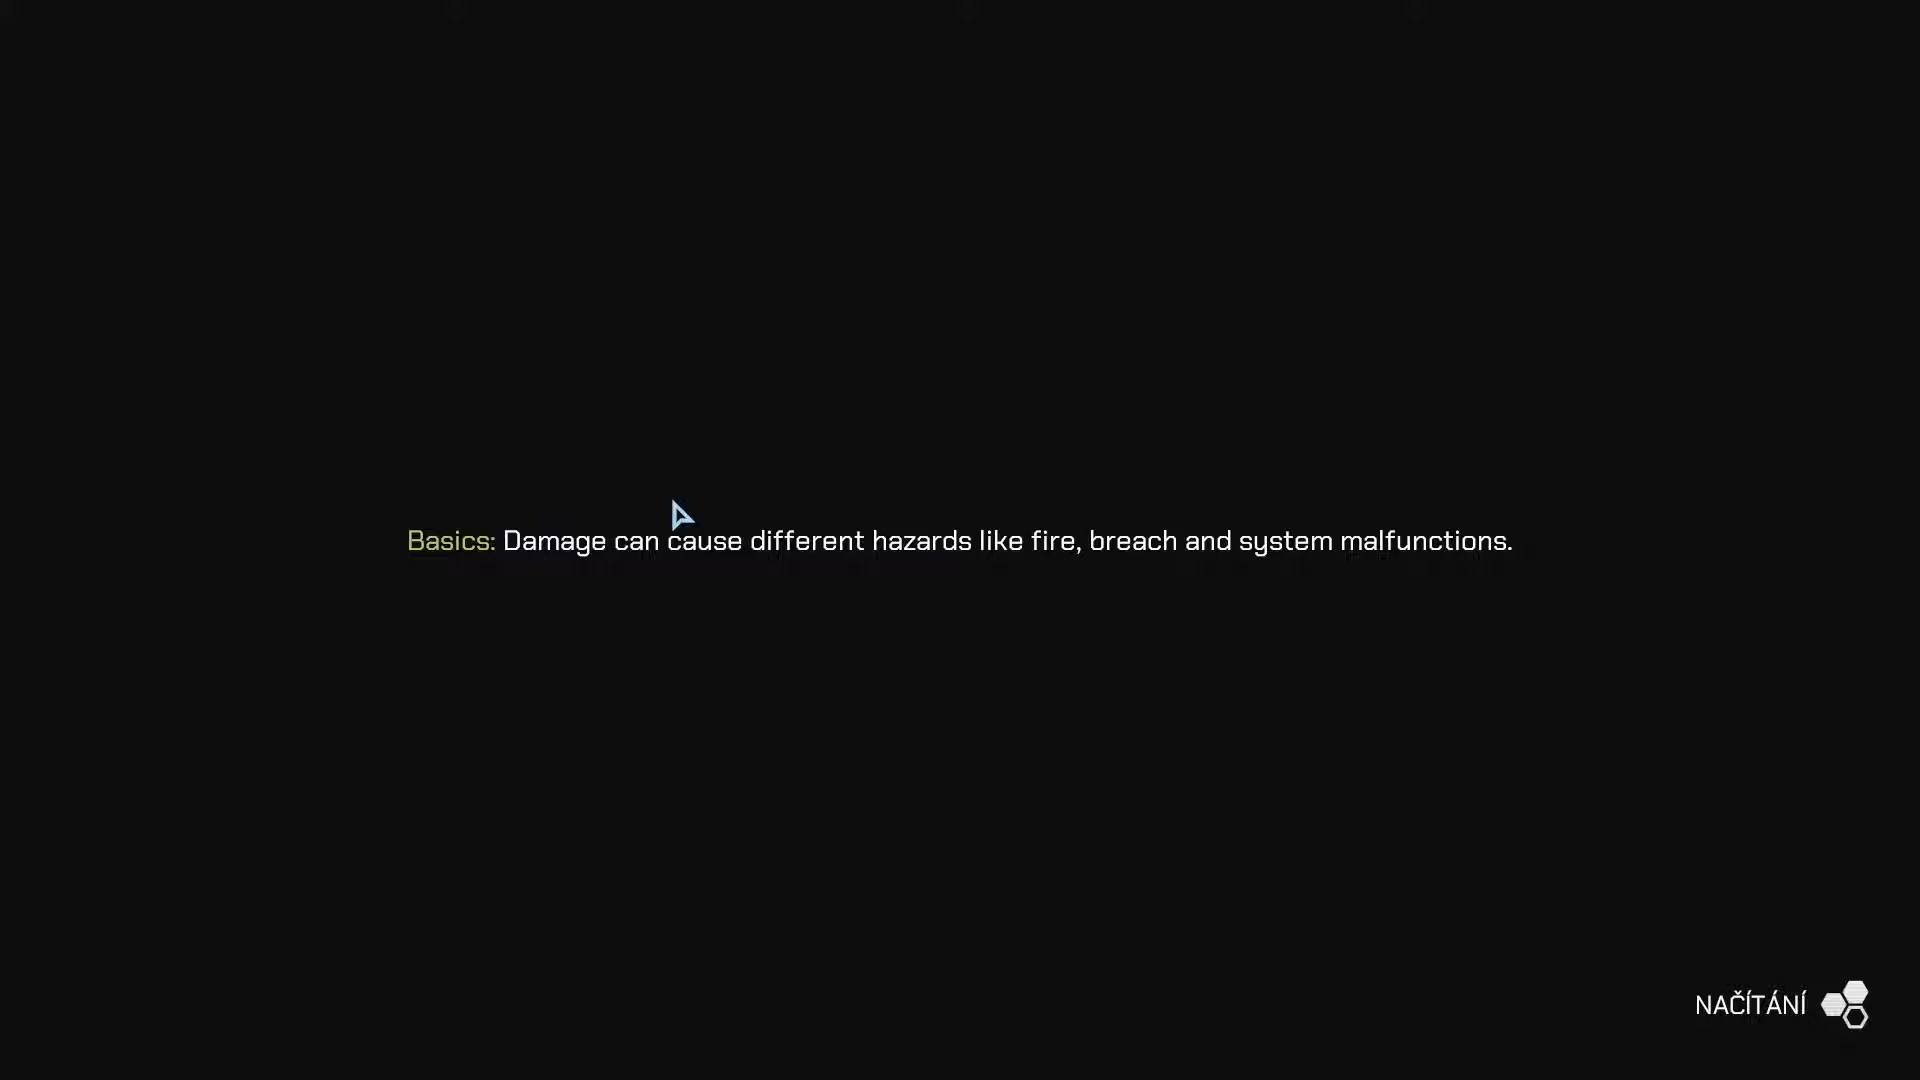 Basics: Damage can cause different hazards like fire, breach and system malfunctions.
NAČÍTÁNÍ